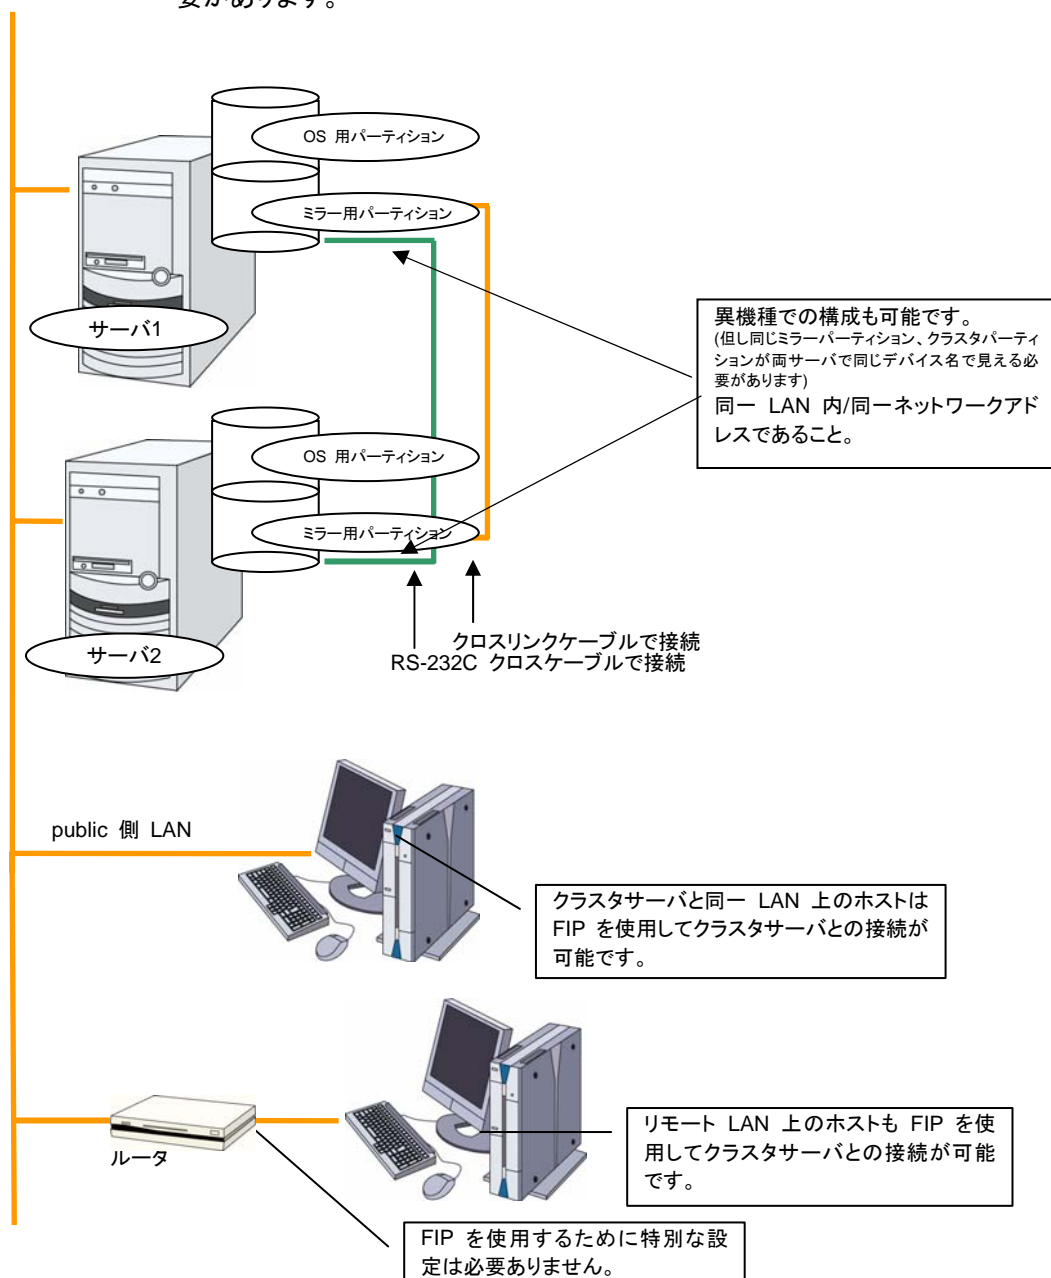 要があります。
OS 用パーティション
ミラー用パーティション
サーバ1
異機種での構成も可能です。
(但し同じミラーパーティション、クラスタパーティ
ションが両サーバで同じデバイス名で見える必
要があります)
同一 LAN 内/同一ネットワークアド
レスであること。
OS 用パーティション
ミラー用パーティション
サーバ2
クロスリンクケーブルで接続
RS-232C クロスケーブルで接続
public 側 LAN
クラスタサーバと同一 LAN 上のホストは
FIP を使用してクラスタサーバとの接続が
可能です。
リモート LAN 上のホストも FIP を使
用してクラスタサーバとの接続が可能
です。
ルータ
FIP を使用するために特別な設
定は必要ありません。